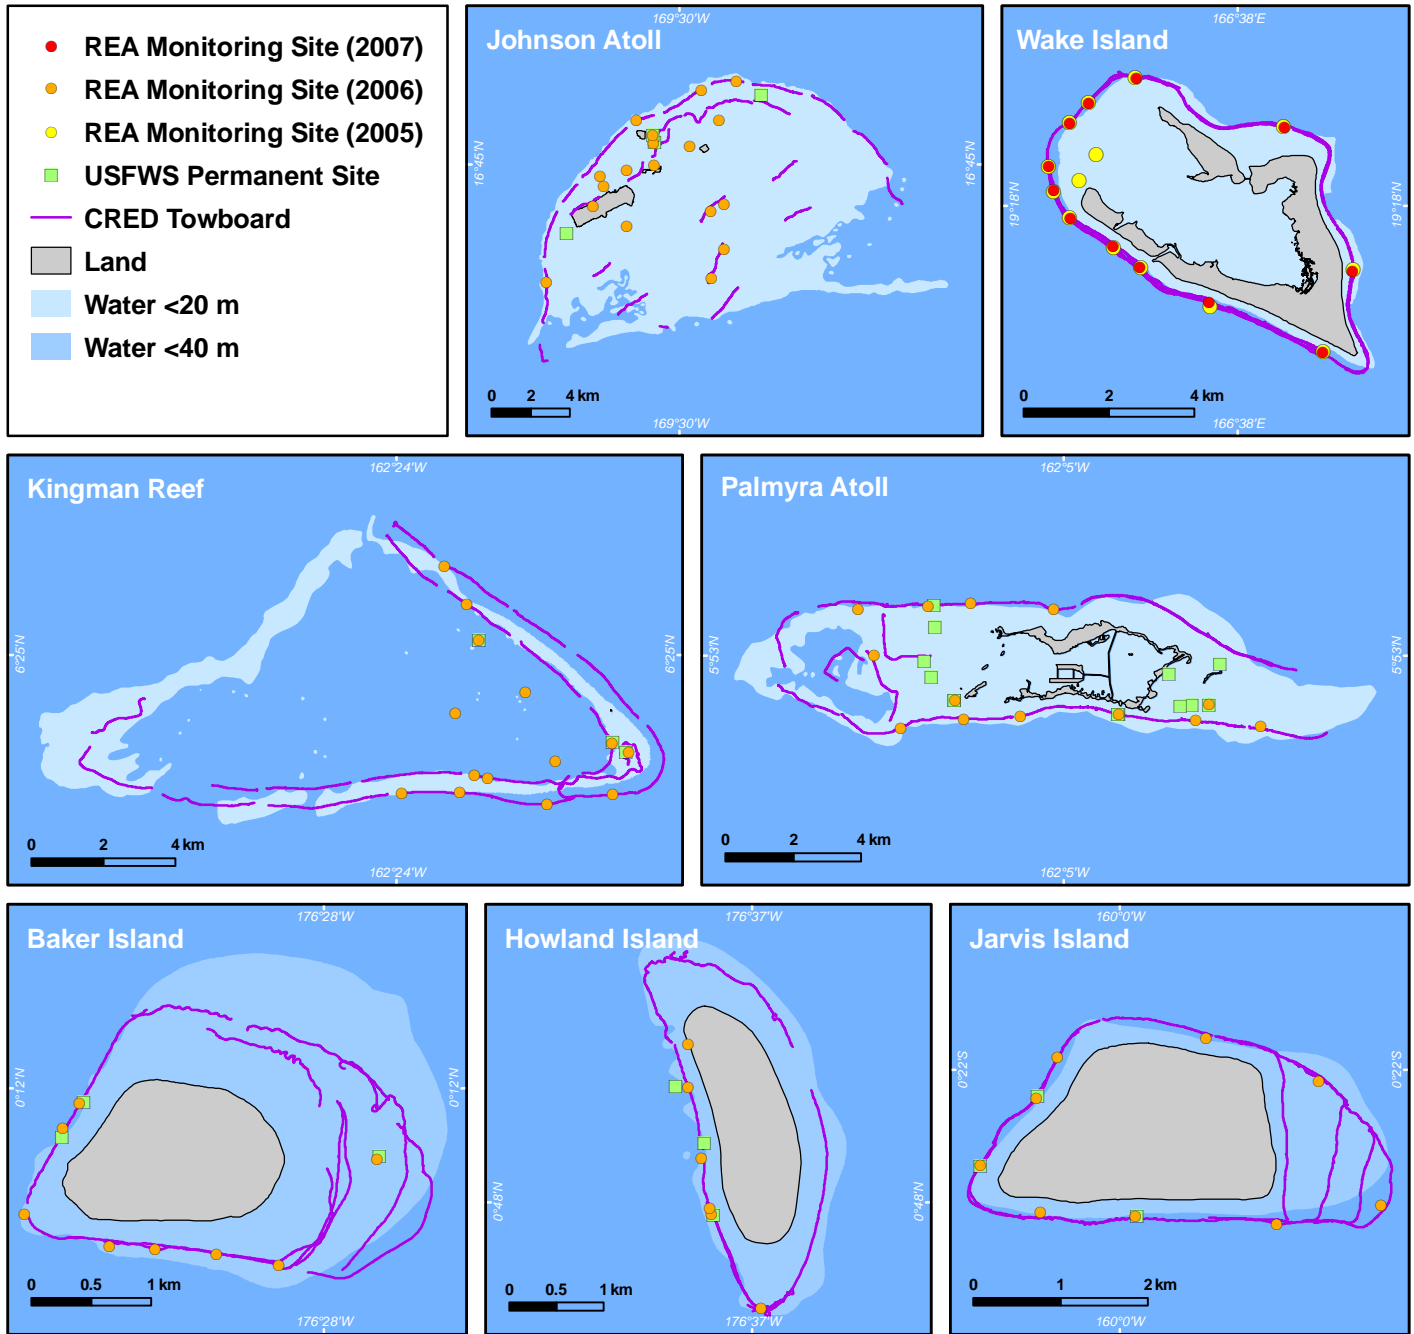 REA Monitoring Site (2007)
REA Monitoring Site (2006)
REA Monitoring Site (2005)
USFWS Permanent Site
CRED Towboard
Land
Water <20 m
Water <40 m
169°30'W
Johnson Atoll
16°45'N
16°45'N
0 2 4 km
169°30'W
166°38'E
Wake Island
19°18'N
19°18'N
0 2 4 km
166°38'E
162°24'W
Kingman Reef
6°25'N
6°25'N
0 2 4 km
162°24'W
162°5'W
Palmyra Atoll
5°53'N
5°53'N
0 2 4 km
162°5'W
176°28'W
Baker Island
0°12'N
0°12'N
0 0.5 1 km
176°28'W
176°37'W
Howland Island
0°48'N
0°48'N
0 0.5 1 km
176°37'W
160°0'W
Jarvis Island
0°22'S
0°22'S
0 1 2 km
160°0'W